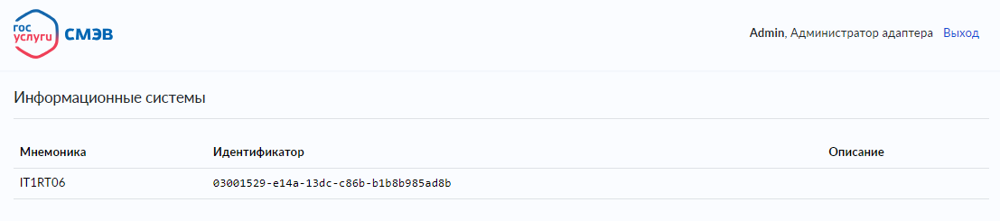 гос
услуги
СМЭВ
Admin, Администратор адаптера Выход
Информационные системы
Мнемоника Идентификатор Описание
IT1RT06 03001529-e14a-13dc-c86b-b1b8b985ad8b